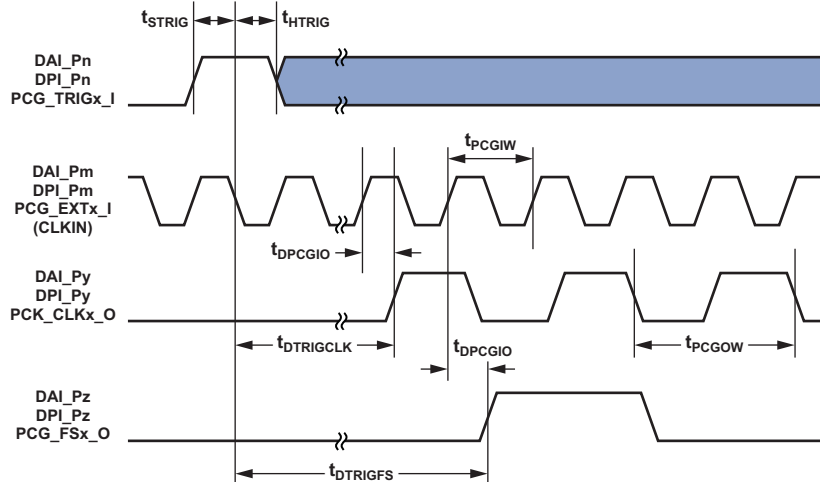 tSTRIG
tHTRIG
DAI_Pn
DPI_Pn
PCG_TRIGx_I
tPCGIW
DAI_Pm
DPI_Pm
PCG_EXTx_I
(CLKIN)
tDPCGIO
DAI_Py
DPI_Py
PCK_CLKx_O
tDTRIGCLK
tDPCGIO
tPCGOW
DAI_Pz
DPI_Pz
PCG_FSx_O
tDTRIGFS